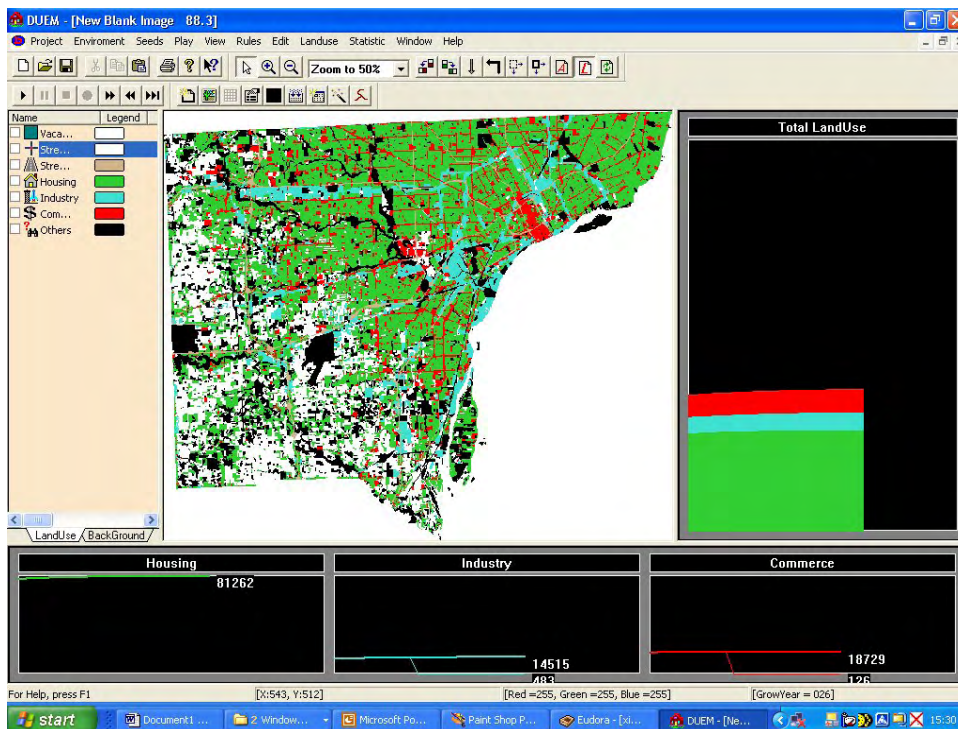 DUEM - [New Blank Image 88.3]
Project Enviroment Seeds Play View Rules Edit Landuse Statistic Window Help
Zoom to 50%
Name Legend
Vaca...
Stre...
Stre...
Housing
Industry
Com...
Others
LandUse BackGround
Total LandUse
Housing
81262
Industry
14515
483
Commerce
18729
126
For Help, press F1 [X:543, Y:512] [Red =255, Green =255, Blue =255] [GrowYear = 026]
start Document1 ... 2 Window... Microsoft Po... Paint Shop P... Eudora - [xi... DUEM - [Ne... 15:30